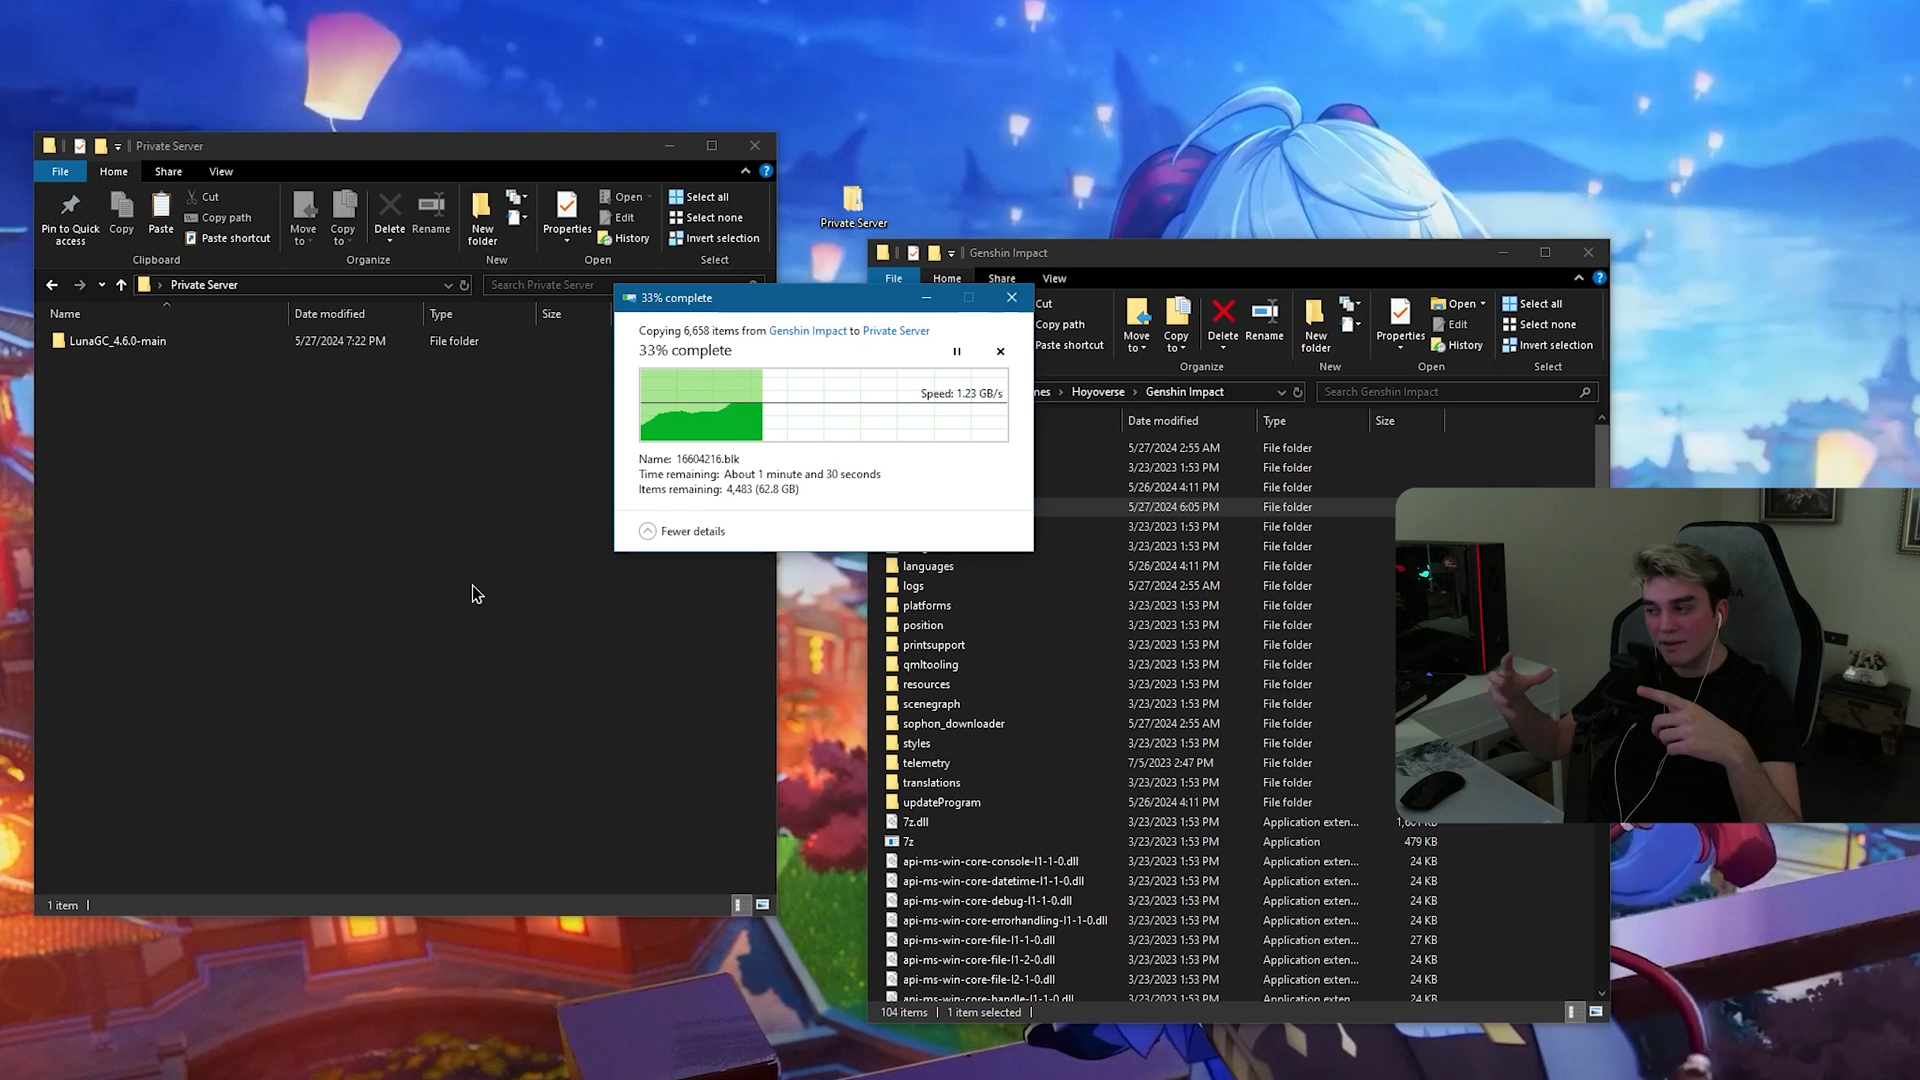 Private Server
File Home Share View
Pin to Quick access
Copy
Paste
Cut
Copy path
Paste shortcut
Clipboard
Move to
Copy to
Delete
Rename
Organize
New folder
New
Properties
Open
Edit
History
Open
Select all
Select none
Invert selection
Select
Private Server
Search Private Server
Name Date modified Type Size
LunaGC_4.6.0-main 5/27/2024 7:22 PM File folder
1 item
Private Server
33% complete
Copying 6,658 items from Genshin Impact to Private Server
33% complete
Speed: 1.23 GB/s
Name: 16604216.blk
Time remaining: About 1 minute and 30 seconds
Items remaining: 4,483 (62.8 GB)
Fewer details
Genshin Impact
File Home Share View
Cut
Copy path
Paste shortcut
Move to
Copy to
Delete
Rename
Organize
New folder
New
Properties
Open
Edit
History
Open
Select all
Select none
Invert selection
Select
Hoyoverse Genshin Impact
Search Genshin Impact
Date modified Type Size
5/27/2024 2:55 AM File folder
3/23/2023 1:53 PM File folder
5/26/2024 4:11 PM File folder
5/27/2024 6:05 PM File folder
3/23/2023 1:53 PM File folder
3/23/2023 1:53 PM File folder
languages 5/26/2024 4:11 PM File folder
logs 5/27/2024 2:55 AM File folder
platforms 3/23/2023 1:53 PM File folder
position 3/23/2023 1:53 PM File folder
printsupport 3/23/2023 1:53 PM File folder
qmltooling 3/23/2023 1:53 PM File folder
resources 3/23/2023 1:53 PM File folder
scenegraph 3/23/2023 1:53 PM File folder
sophon_downloader 5/27/2024 2:55 AM File folder
styles 3/23/2023 1:53 PM File folder
telemetry 7/5/2023 2:47 PM File folder
translations 3/23/2023 1:53 PM File folder
updateProgram 5/26/2024 4:11 PM File folder
7z.dll 3/23/2023 1:53 PM Application exten...
7z 3/23/2023 1:53 PM Application 479 KB
api-ms-win-core-console-l1-1-0.dll 3/23/2023 1:53 PM Application exten... 24 KB
api-ms-win-core-datetime-l1-1-0.dll 3/23/2023 1:53 PM Application exten... 24 KB
api-ms-win-core-debug-l1-1-0.dll 3/23/2023 1:53 PM Application exten... 24 KB
api-ms-win-core-errorhandling-l1-1-0.dll 3/23/2023 1:53 PM Application exten... 24 KB
api-ms-win-core-file-l1-1-0.dll 3/23/2023 1:53 PM Application exten... 27 KB
api-ms-win-core-file-l1-2-0.dll 3/23/2023 1:53 PM Application exten... 24 KB
api-ms-win-core-file-l2-1-0.dll 3/23/2023 1:53 PM Application exten... 24 KB
api-ms-win-core-handle-l1-1-0.dll 3/23/2023 1:53 PM Application exten... 24 KB
104 items 1 item selected